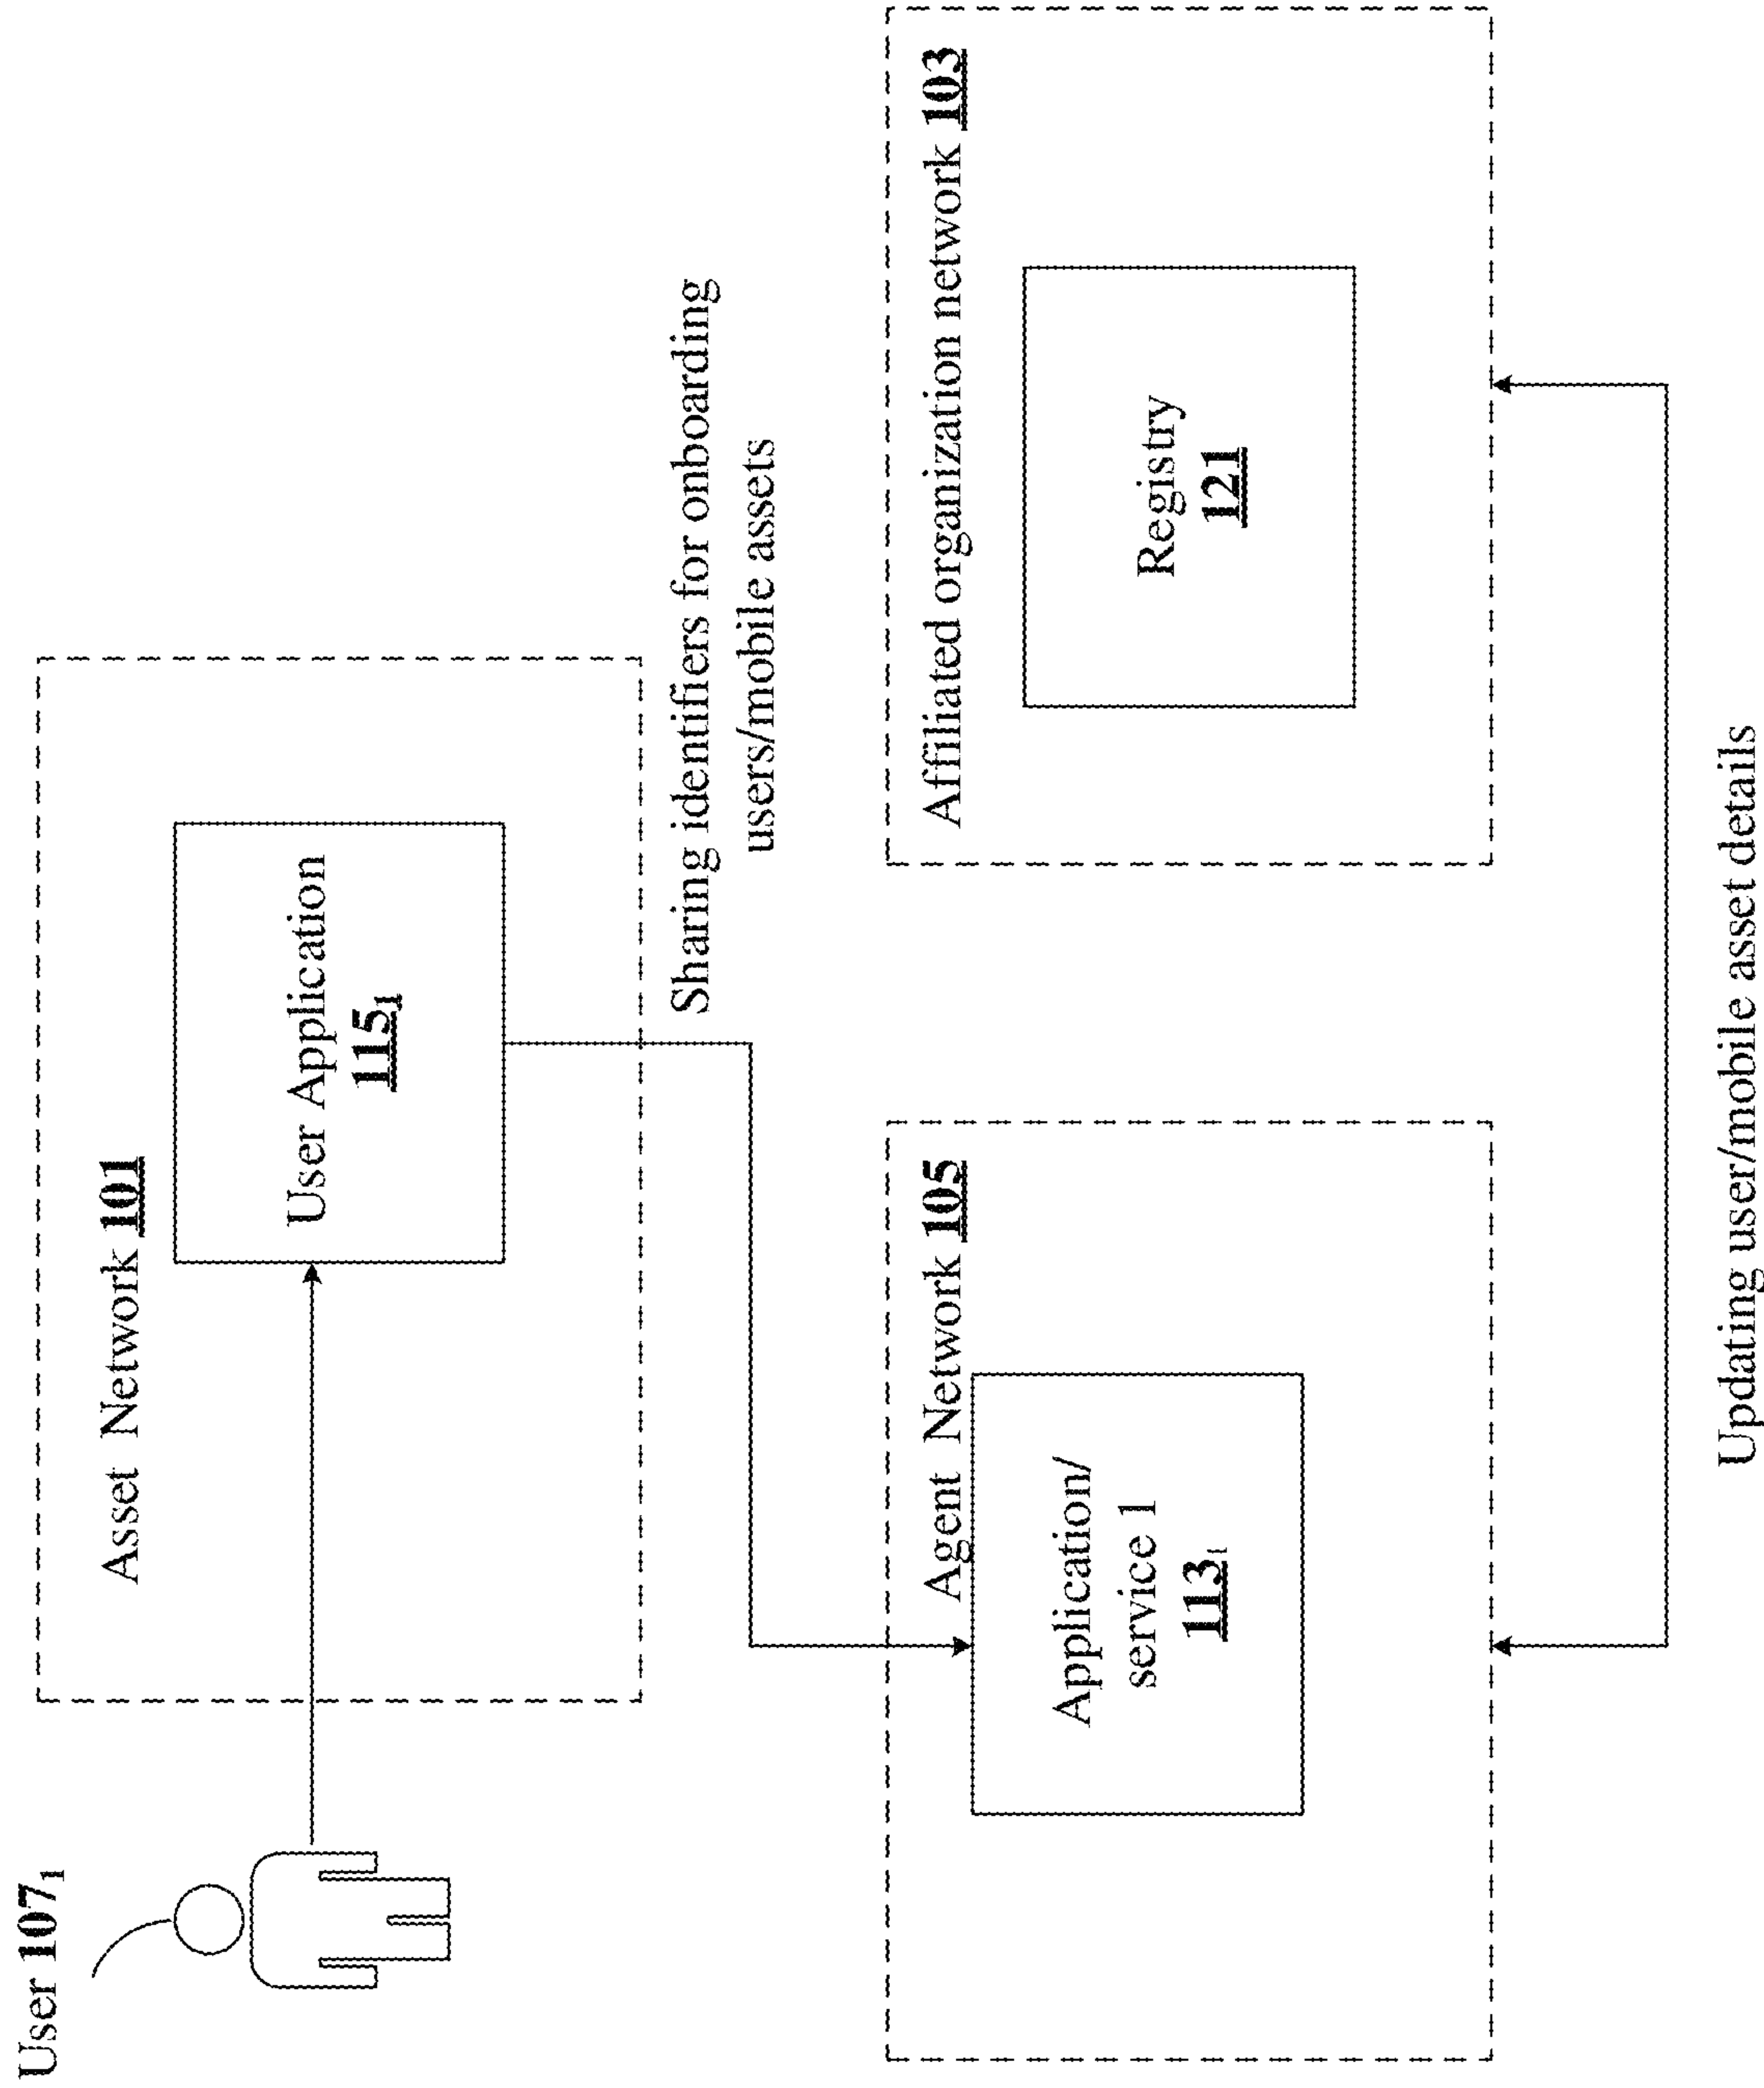 User 107₁
Asset Network 101
User Application
115₁
Sharing identifiers for onboarding
users/mobile assets
Agent Network 105
Application/
service 1
113₁
Affiliated organization network 103
Registry
121
Updating user/mobile asset details